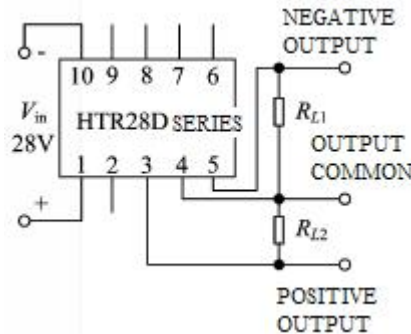 NEGATIVE
OUTPUT
-
10 9 8 7 6
Vin
28V
HTR28D SERIES
RL1
OUTPUT
COMMON
1 2 3 4 5
+
RL2
POSITIVE
OUTPUT